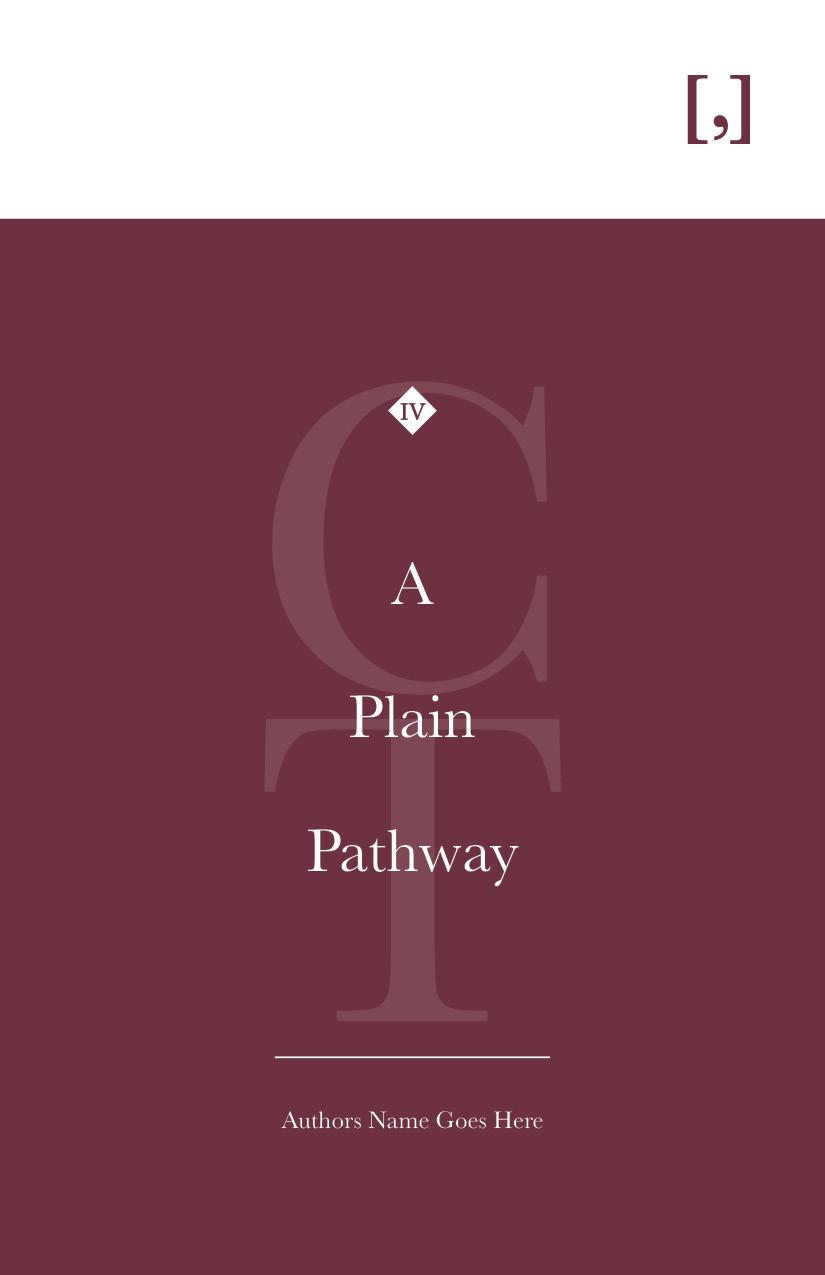 [,]
C
IV
A
Plain
T
Pathway
Authors Name Goes Here